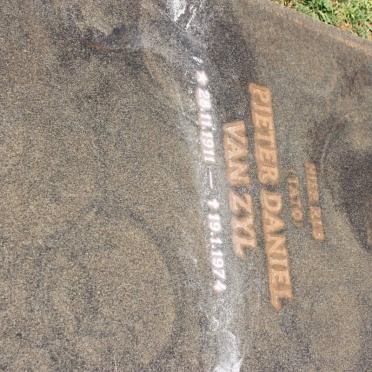 HIER RUS
PIETER DANIEL
VAN ZYL
* 28.11.1911 — † 19.1.1974